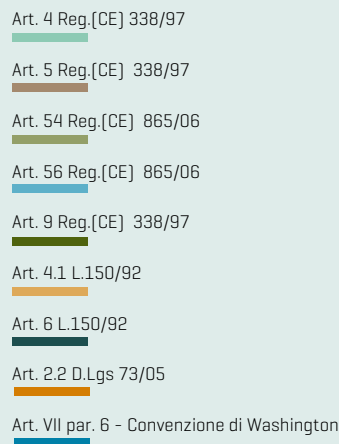 Art. 4 Reg.(CE) 338/97
Art. 5 Reg.(CE) 338/97
Art. 54 Reg.(CE) 865/06
Art. 56 Reg.(CE) 865/06
Art. 9 Reg.(CE) 338/97
Art. 4.1 L.150/92
Art. 6 L.150/92
Art. 2.2 D.Lgs 73/05
Art. VII par. 6 - Convenzione di Washington